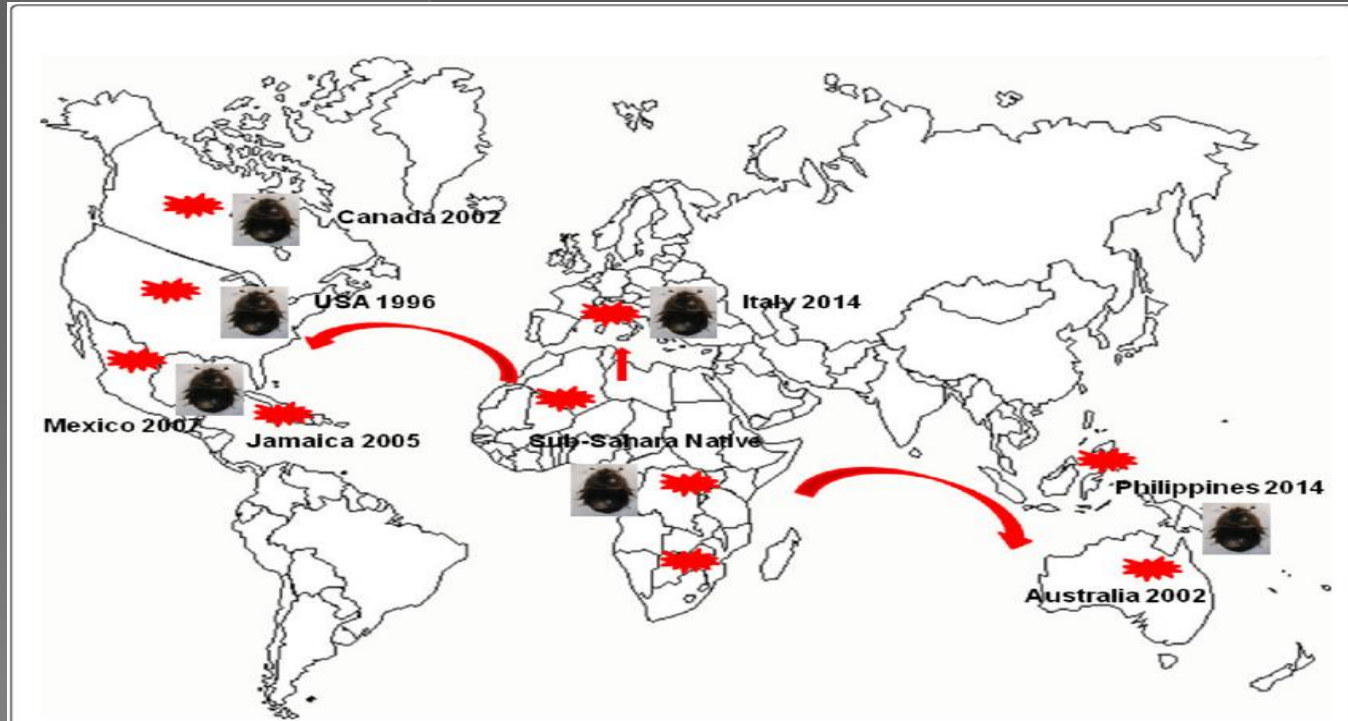 Canada 2002
USA 1996
Italy 2014
Mexico 2007
Jamaica 2005
Sub-Sahara Native
Philippines 2014
Australia 2002